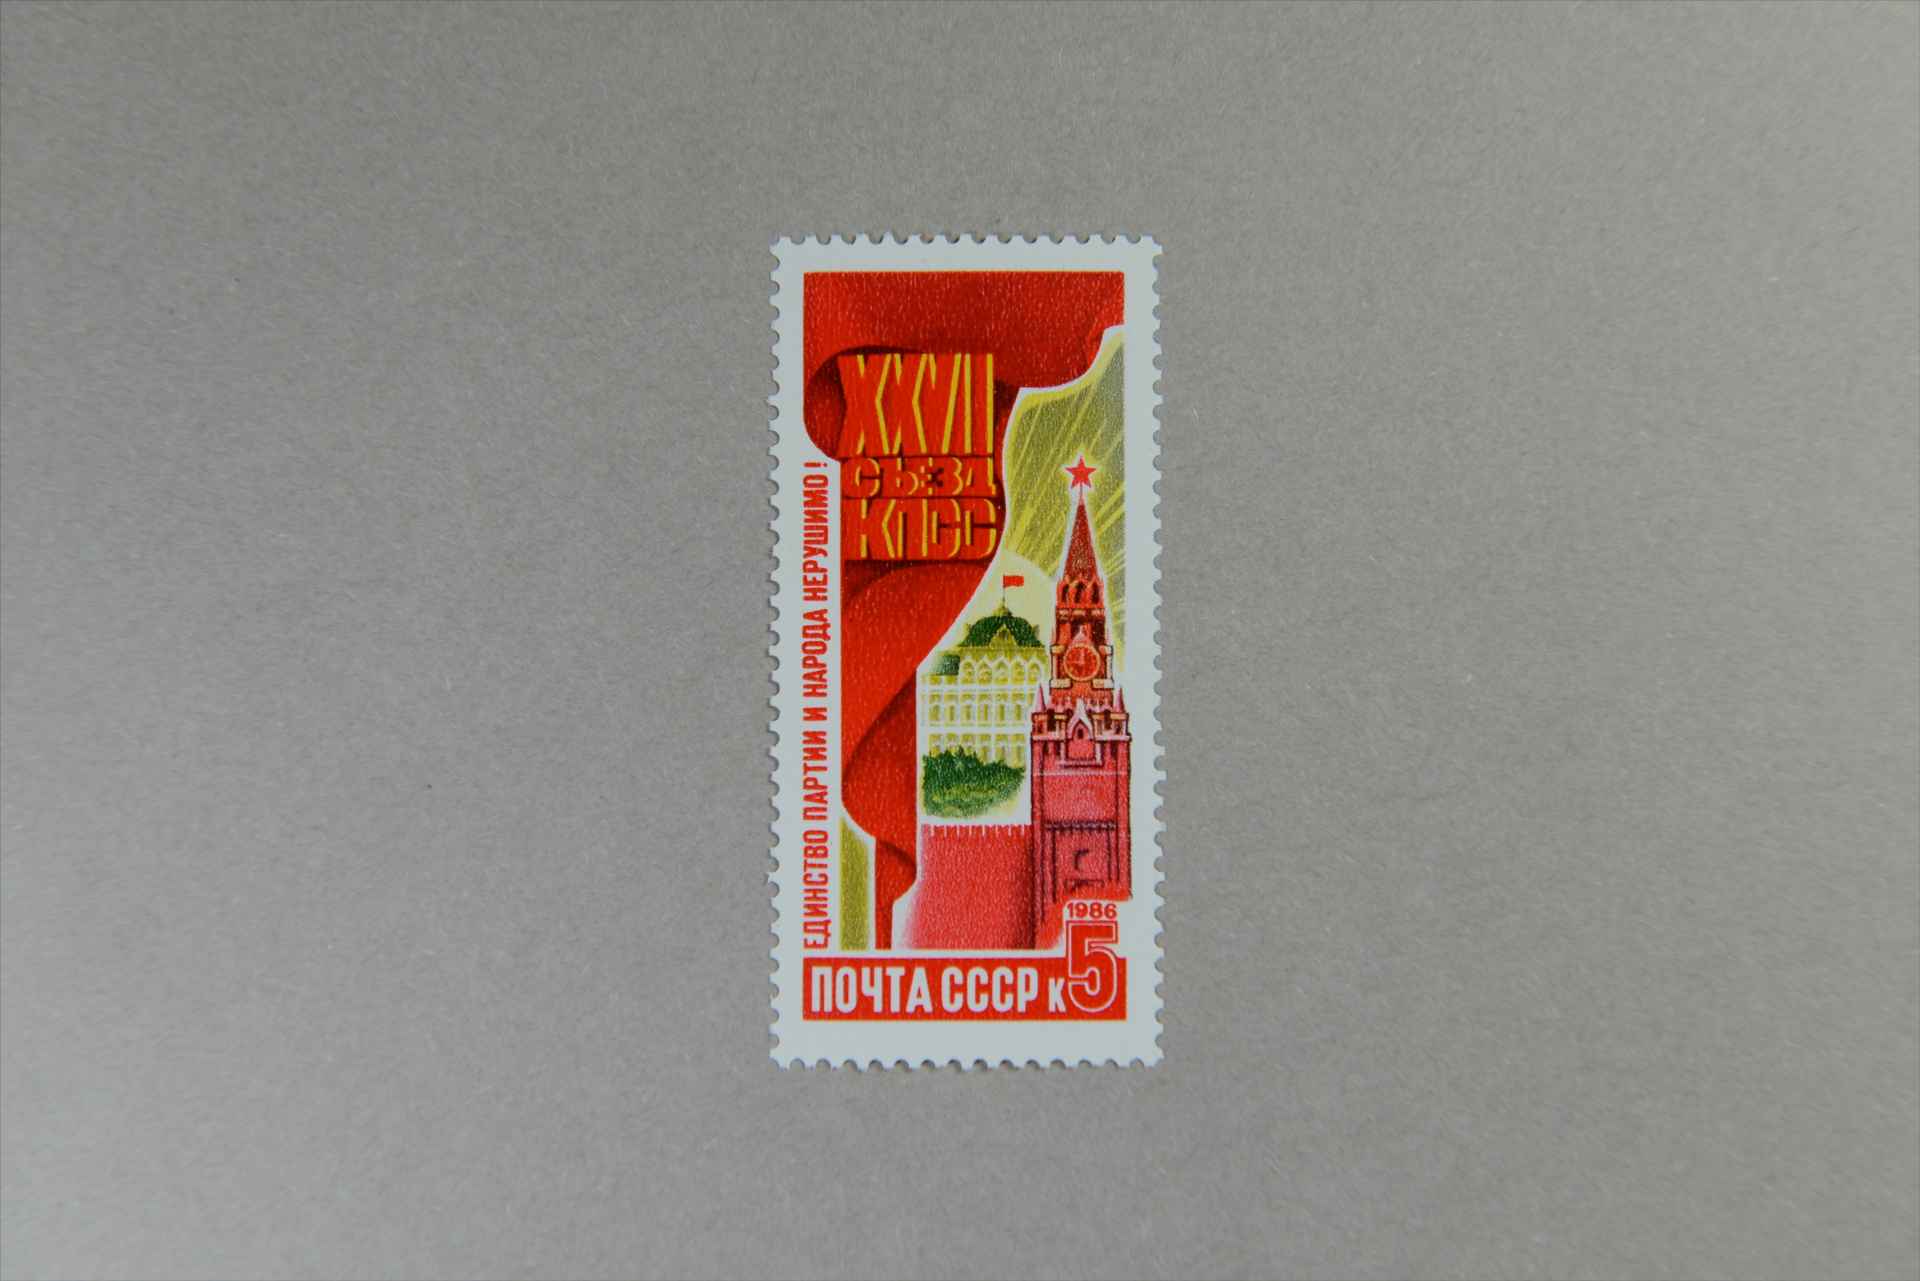 XXVII
СЪЕЗД
КПСС
ЕДИНСТВО ПАРТИИ И НАРОДА НЕРУШИМО!
1986
ПОЧТА СССР К5